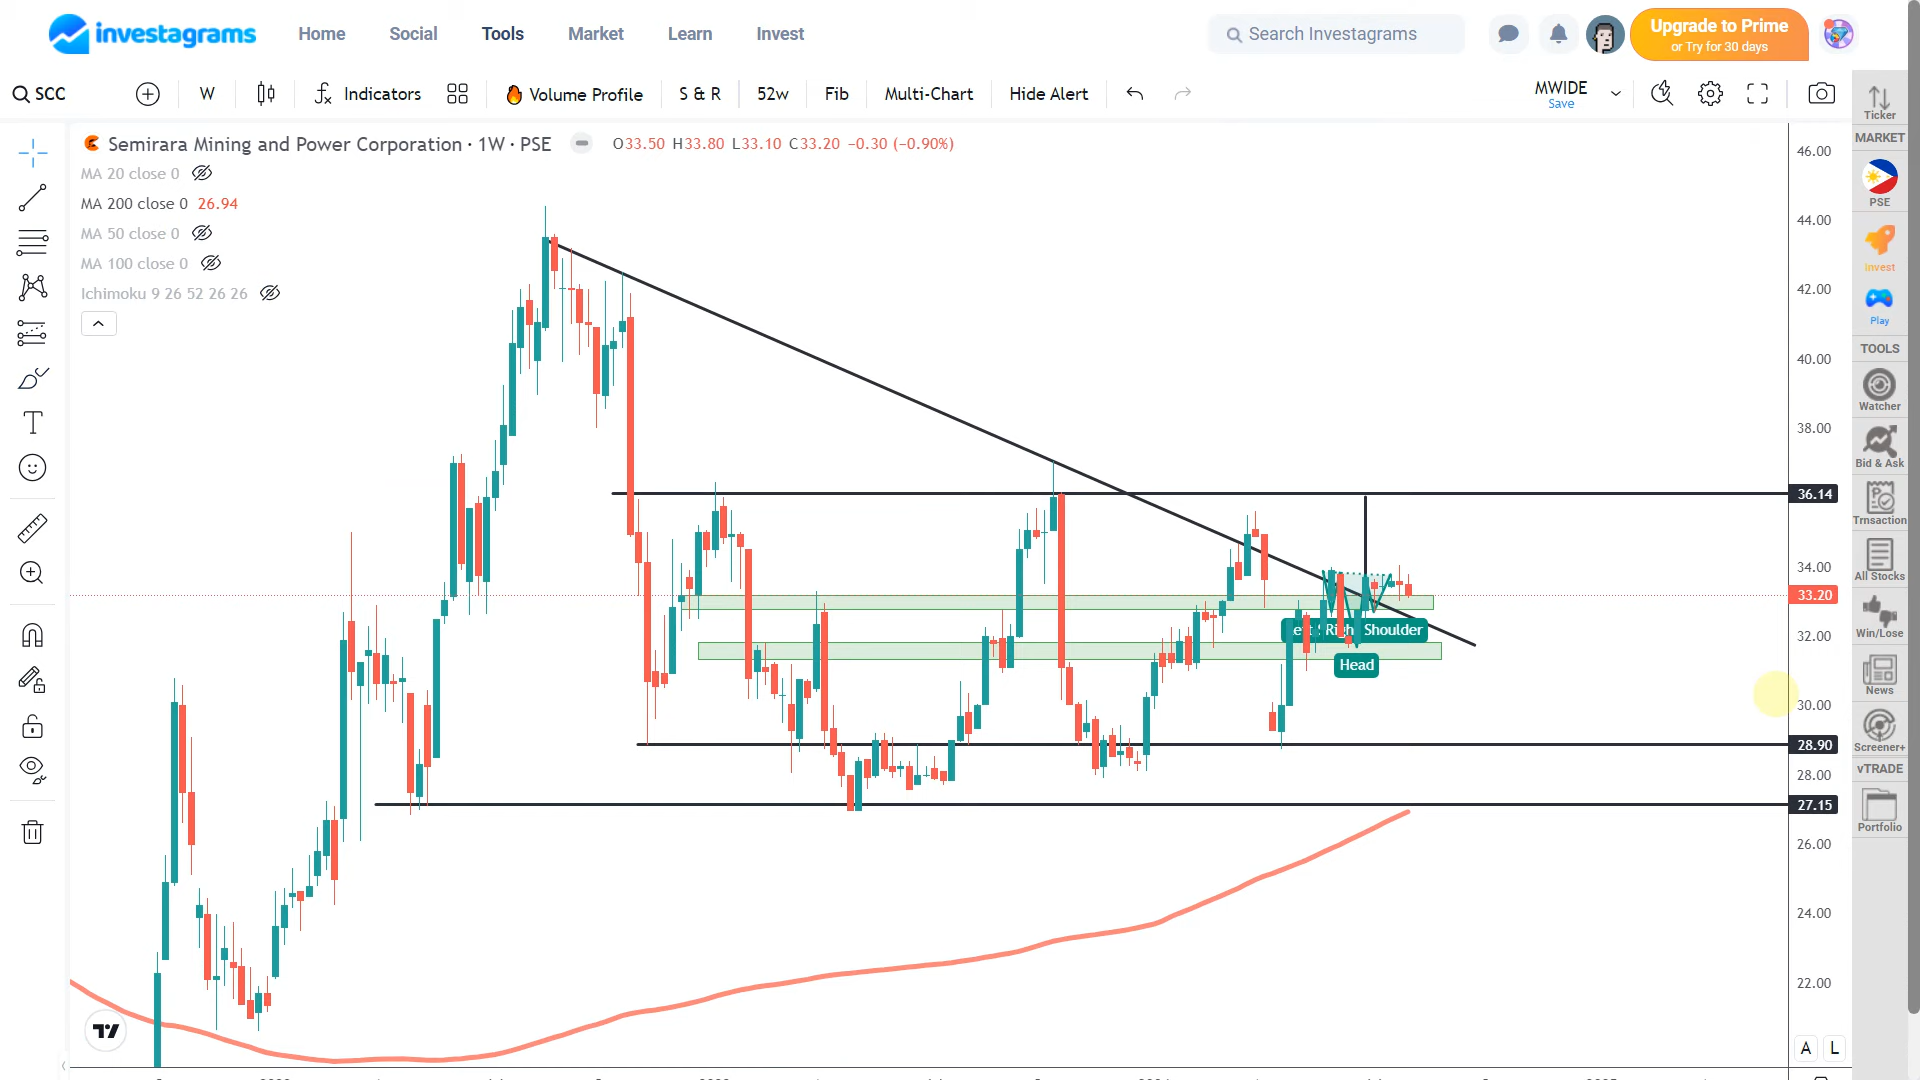 investagrams Home Social Tools Market Learn Invest
Search Investagrams
Upgrade to Prime
or Try for 30 days
SCC W Indicators Volume Profile S & R 52w Fib Multi-Chart Hide Alert
MWIDE
Save
Semirara Mining and Power Corporation · 1W · PSE O33.50 H33.80 L33.10 C33.20 −0.30 (−0.90%)
MA 20 close 0
MA 200 close 0 26.94
MA 50 close 0
MA 100 close 0
Ichimoku 9 26 52 26 26
46.00
44.00
42.00
40.00
38.00
36.14
34.00
33.20
32.00
30.00
28.90
28.00
27.15
26.00
24.00
22.00
Shoulder
Head
A L
Ticker
MARKET
PSE
Invest
Play
TOOLS
Watcher
Bid & Ask
Trnsaction
All Stocks
Win/Lose
News
Screener+
vTRADE
Portfolio